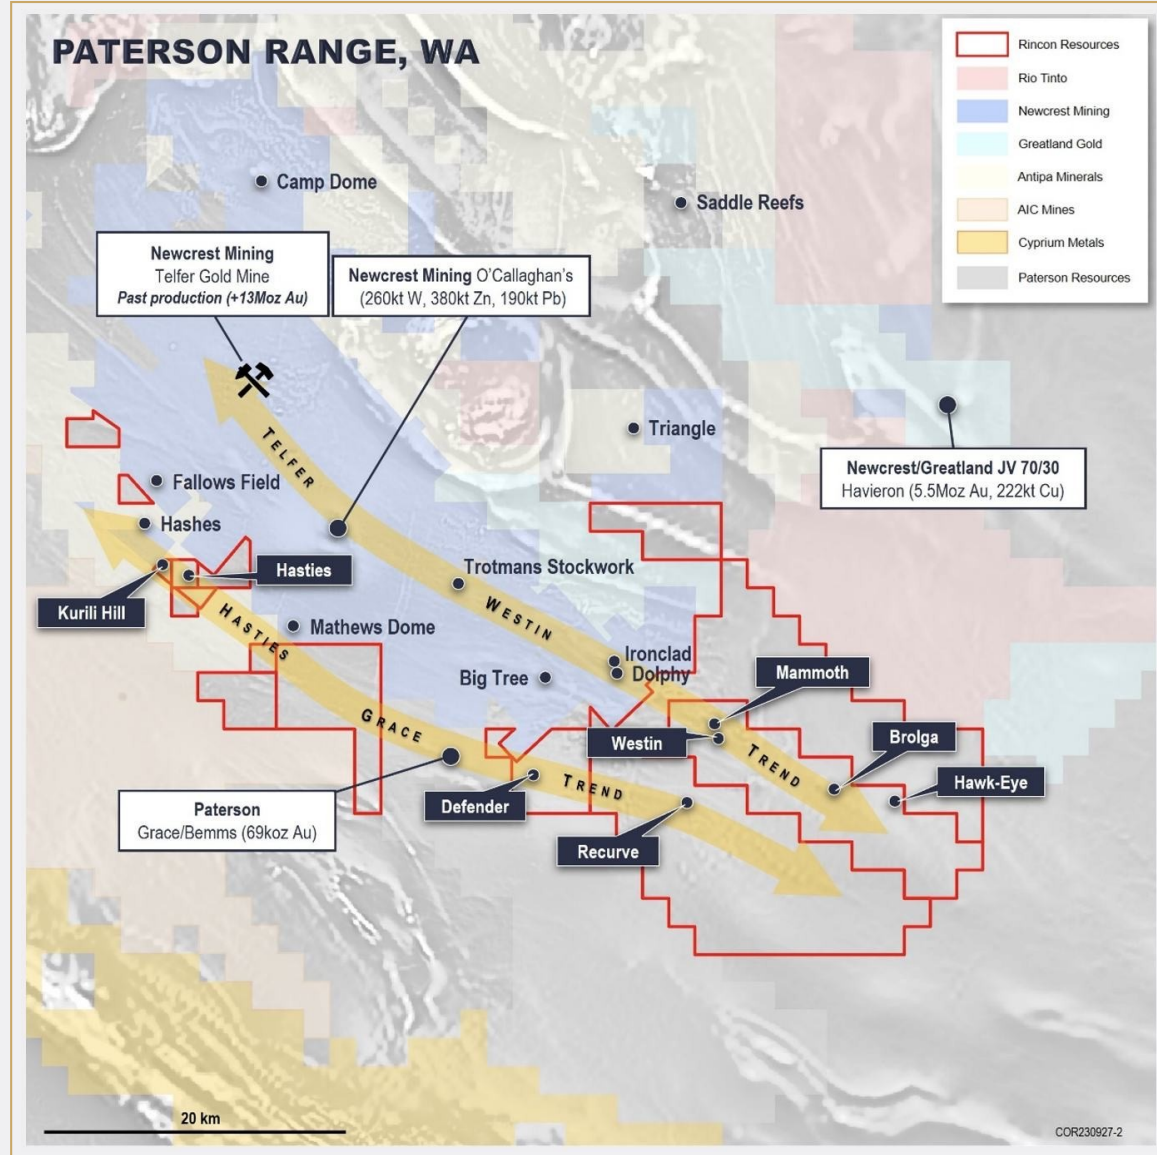 PATERSON RANGE, WA
Rincon Resources
Rio Tinto
Newcrest Mining
Greatland Gold
Antipa Minerals
AIC Mines
Cyprium Metals
Paterson Resources
Camp Dome
Saddle Reefs
Newcrest Mining
Telfer Gold Mine
Past production (+13Moz Au)
Newcrest Mining O'Callaghan's
(260kt W, 380kt Zn, 190kt Pb)
Triangle
TELFER
Newcrest/Greatland JV 70/30
Havieron (5.5Moz Au, 222kt Cu)
Fallows Field
Hashes
Hasties
Trotmans Stockwork
Kurili Hill
WESTIN
HASTIES
Mathews Dome
Ironclad
Dolphy
Big Tree
Mammoth
GRACE
Westin
Brolga
TREND
Hawk-Eye
TREND
Defender
Paterson
Grace/Bemms (69koz Au)
Recurve
20 km
COR230927-2